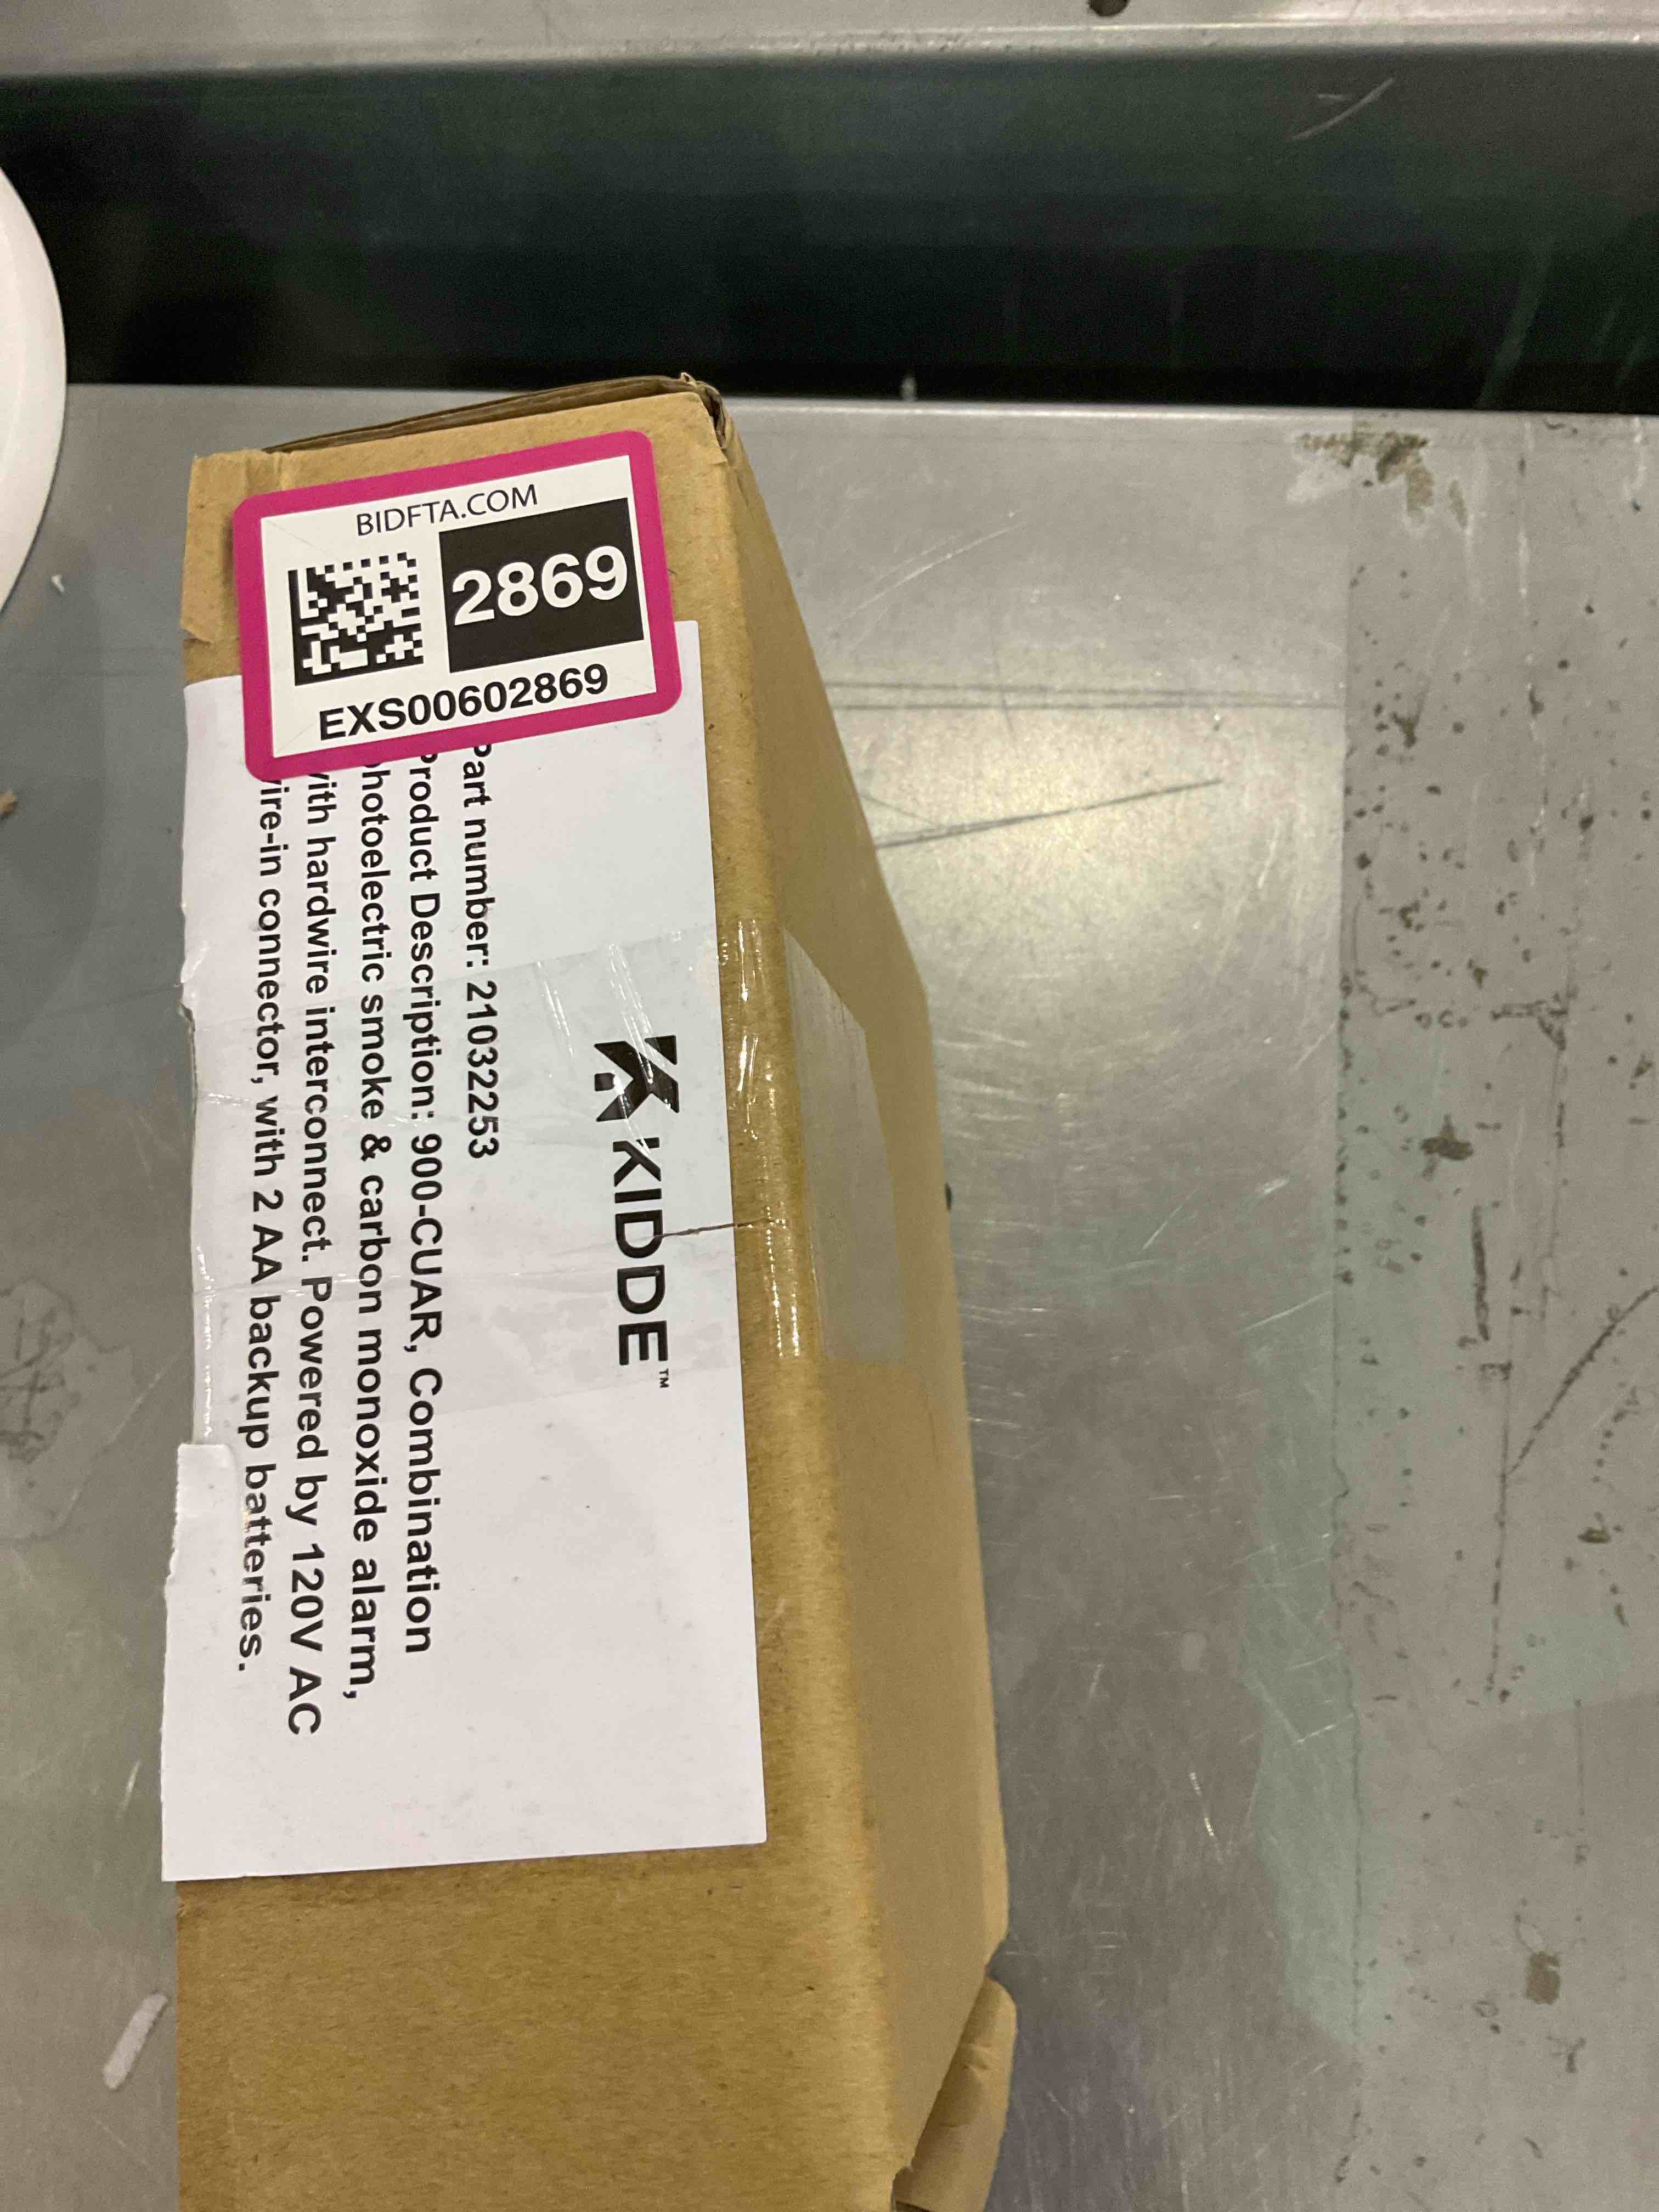 BIDFTA.COM
2869
EXS00602869
KIDDE™
Part number: 21032253
Product Description: 900-CUAR, Combination
hotoelectric smoke & carbon monoxide alarm,
ith hardwire interconnect. Powered by 120V AC
ire-in connector, with 2 AA backup batteries.